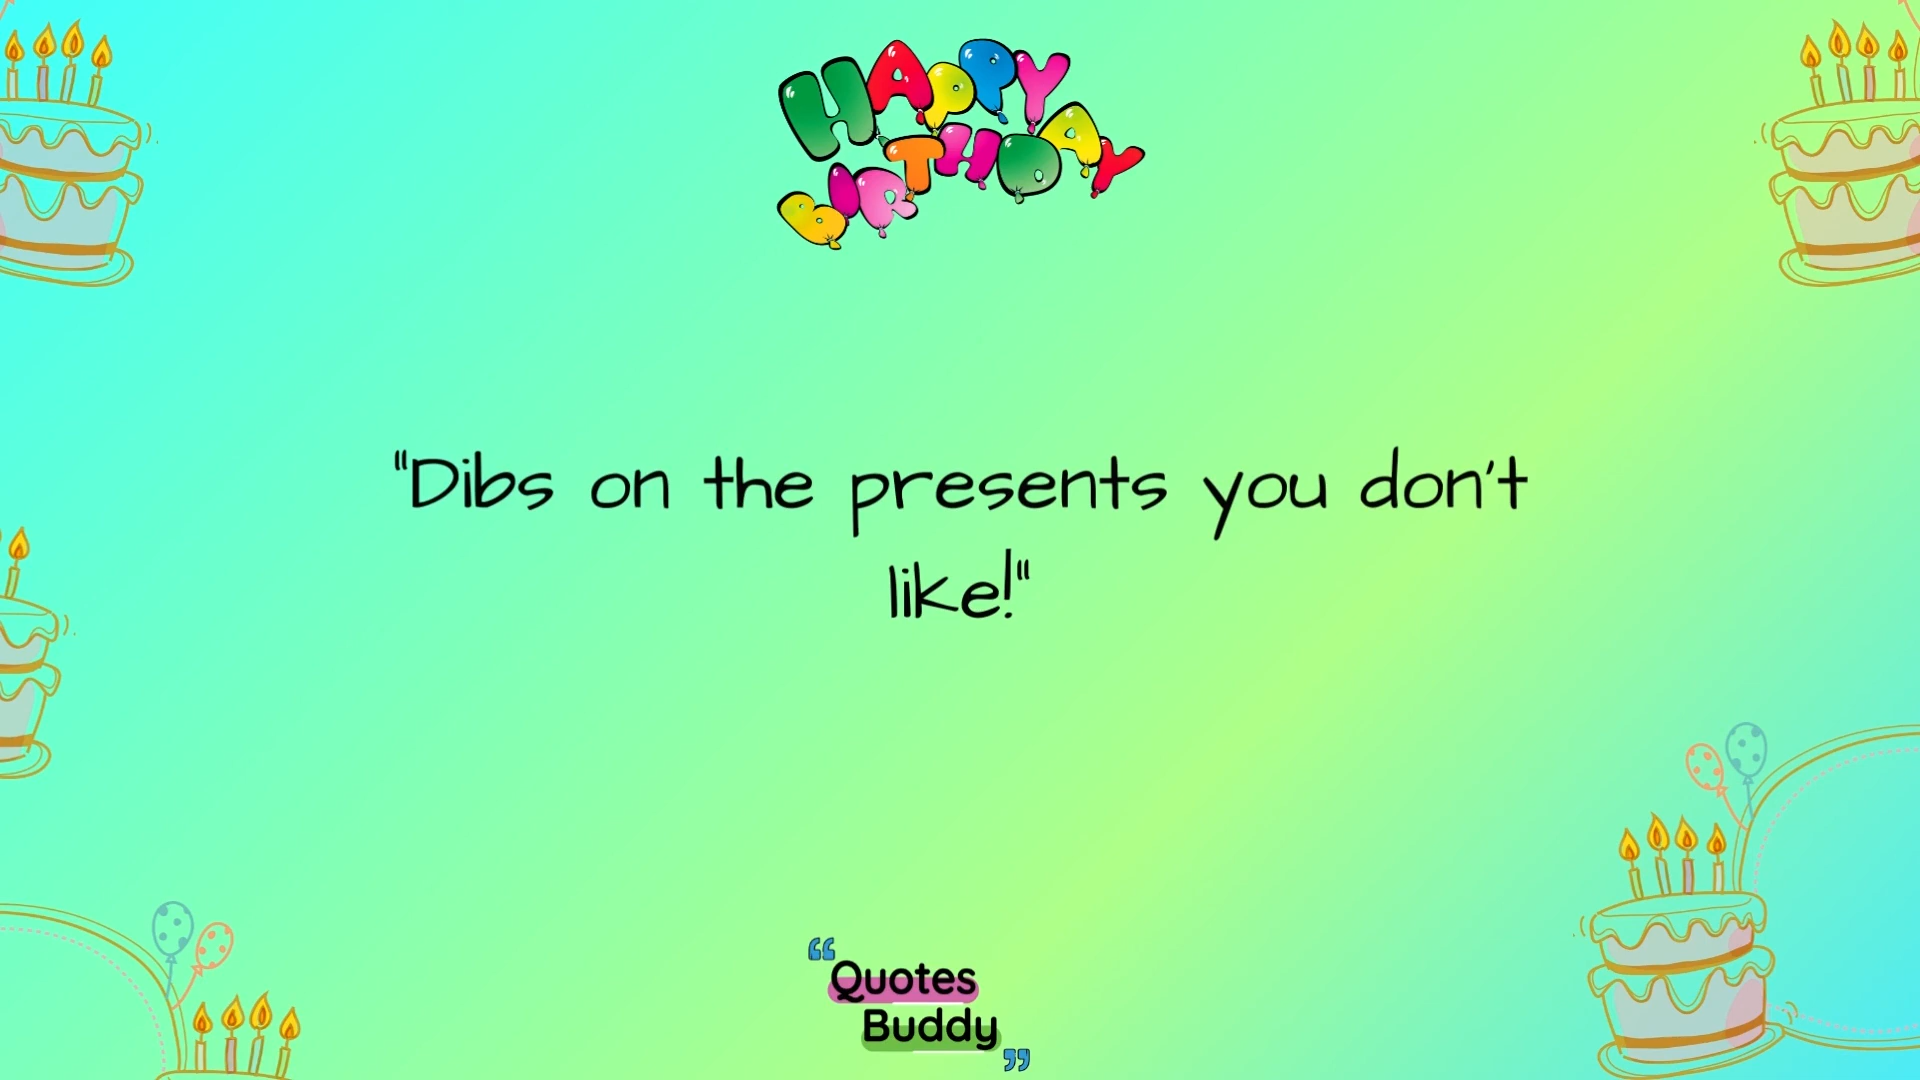 HAPPY
BIRTHDAY
"Dibs on the presents you don't
like!"
Quotes
Buddy